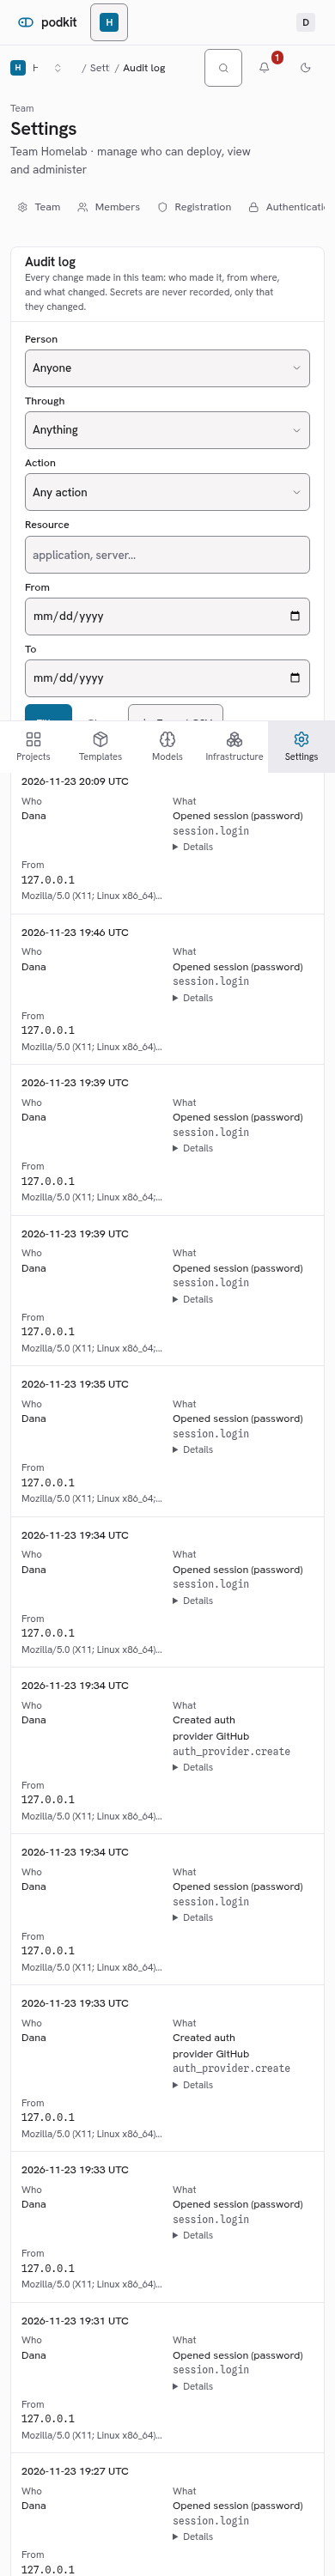 podkit
H
D
H
/ Sett / Audit log
1
Team
Settings
Team Homelab · manage who can deploy, view
and administer
Team
Members
Registration
Audit log
Every change made in this team: who made it, from where,
and what changed. Secrets are never recorded, only that
they changed.
Person
Anyone
Through
Anything
Action
Any action
Resource
application, server...
From
mm/dd/yyyy
To
mm/dd/yyyy
Projects
Templates
Models
Infrastructure
Settings
2026-11-23 20:09 UTC
Who
Dana
What
Opened session (password)
session.login
Details
From
127.0.0.1
Mozilla/5.0 (X11; Linux x86_64)...
2026-11-23 19:46 UTC
Who
Dana
What
Opened session (password)
session.login
Details
From
127.0.0.1
Mozilla/5.0 (X11; Linux x86_64)...
2026-11-23 19:39 UTC
Who
Dana
What
Opened session (password)
session.login
Details
From
127.0.0.1
Mozilla/5.0 (X11; Linux x86_64;...
2026-11-23 19:39 UTC
Who
Dana
What
Opened session (password)
session.login
Details
From
127.0.0.1
Mozilla/5.0 (X11; Linux x86_64;...
2026-11-23 19:35 UTC
Who
Dana
What
Opened session (password)
session.login
Details
From
127.0.0.1
Mozilla/5.0 (X11; Linux x86_64;...
2026-11-23 19:34 UTC
Who
Dana
What
Opened session (password)
session.login
Details
From
127.0.0.1
Mozilla/5.0 (X11; Linux x86_64)...
2026-11-23 19:34 UTC
Who
Dana
What
Created auth
provider GitHub
auth_provider.create
Details
From
127.0.0.1
Mozilla/5.0 (X11; Linux x86_64)...
2026-11-23 19:34 UTC
Who
Dana
What
Opened session (password)
session.login
Details
From
127.0.0.1
Mozilla/5.0 (X11; Linux x86_64)...
2026-11-23 19:33 UTC
Who
Dana
What
Created auth
provider GitHub
auth_provider.create
Details
From
127.0.0.1
Mozilla/5.0 (X11; Linux x86_64)...
2026-11-23 19:33 UTC
Who
Dana
What
Opened session (password)
session.login
Details
From
127.0.0.1
Mozilla/5.0 (X11; Linux x86_64)...
2026-11-23 19:31 UTC
Who
Dana
What
Opened session (password)
session.login
Details
From
127.0.0.1
Mozilla/5.0 (X11; Linux x86_64)...
2026-11-23 19:27 UTC
Who
Dana
What
Opened session (password)
session.login
Details
From
127.0.0.1